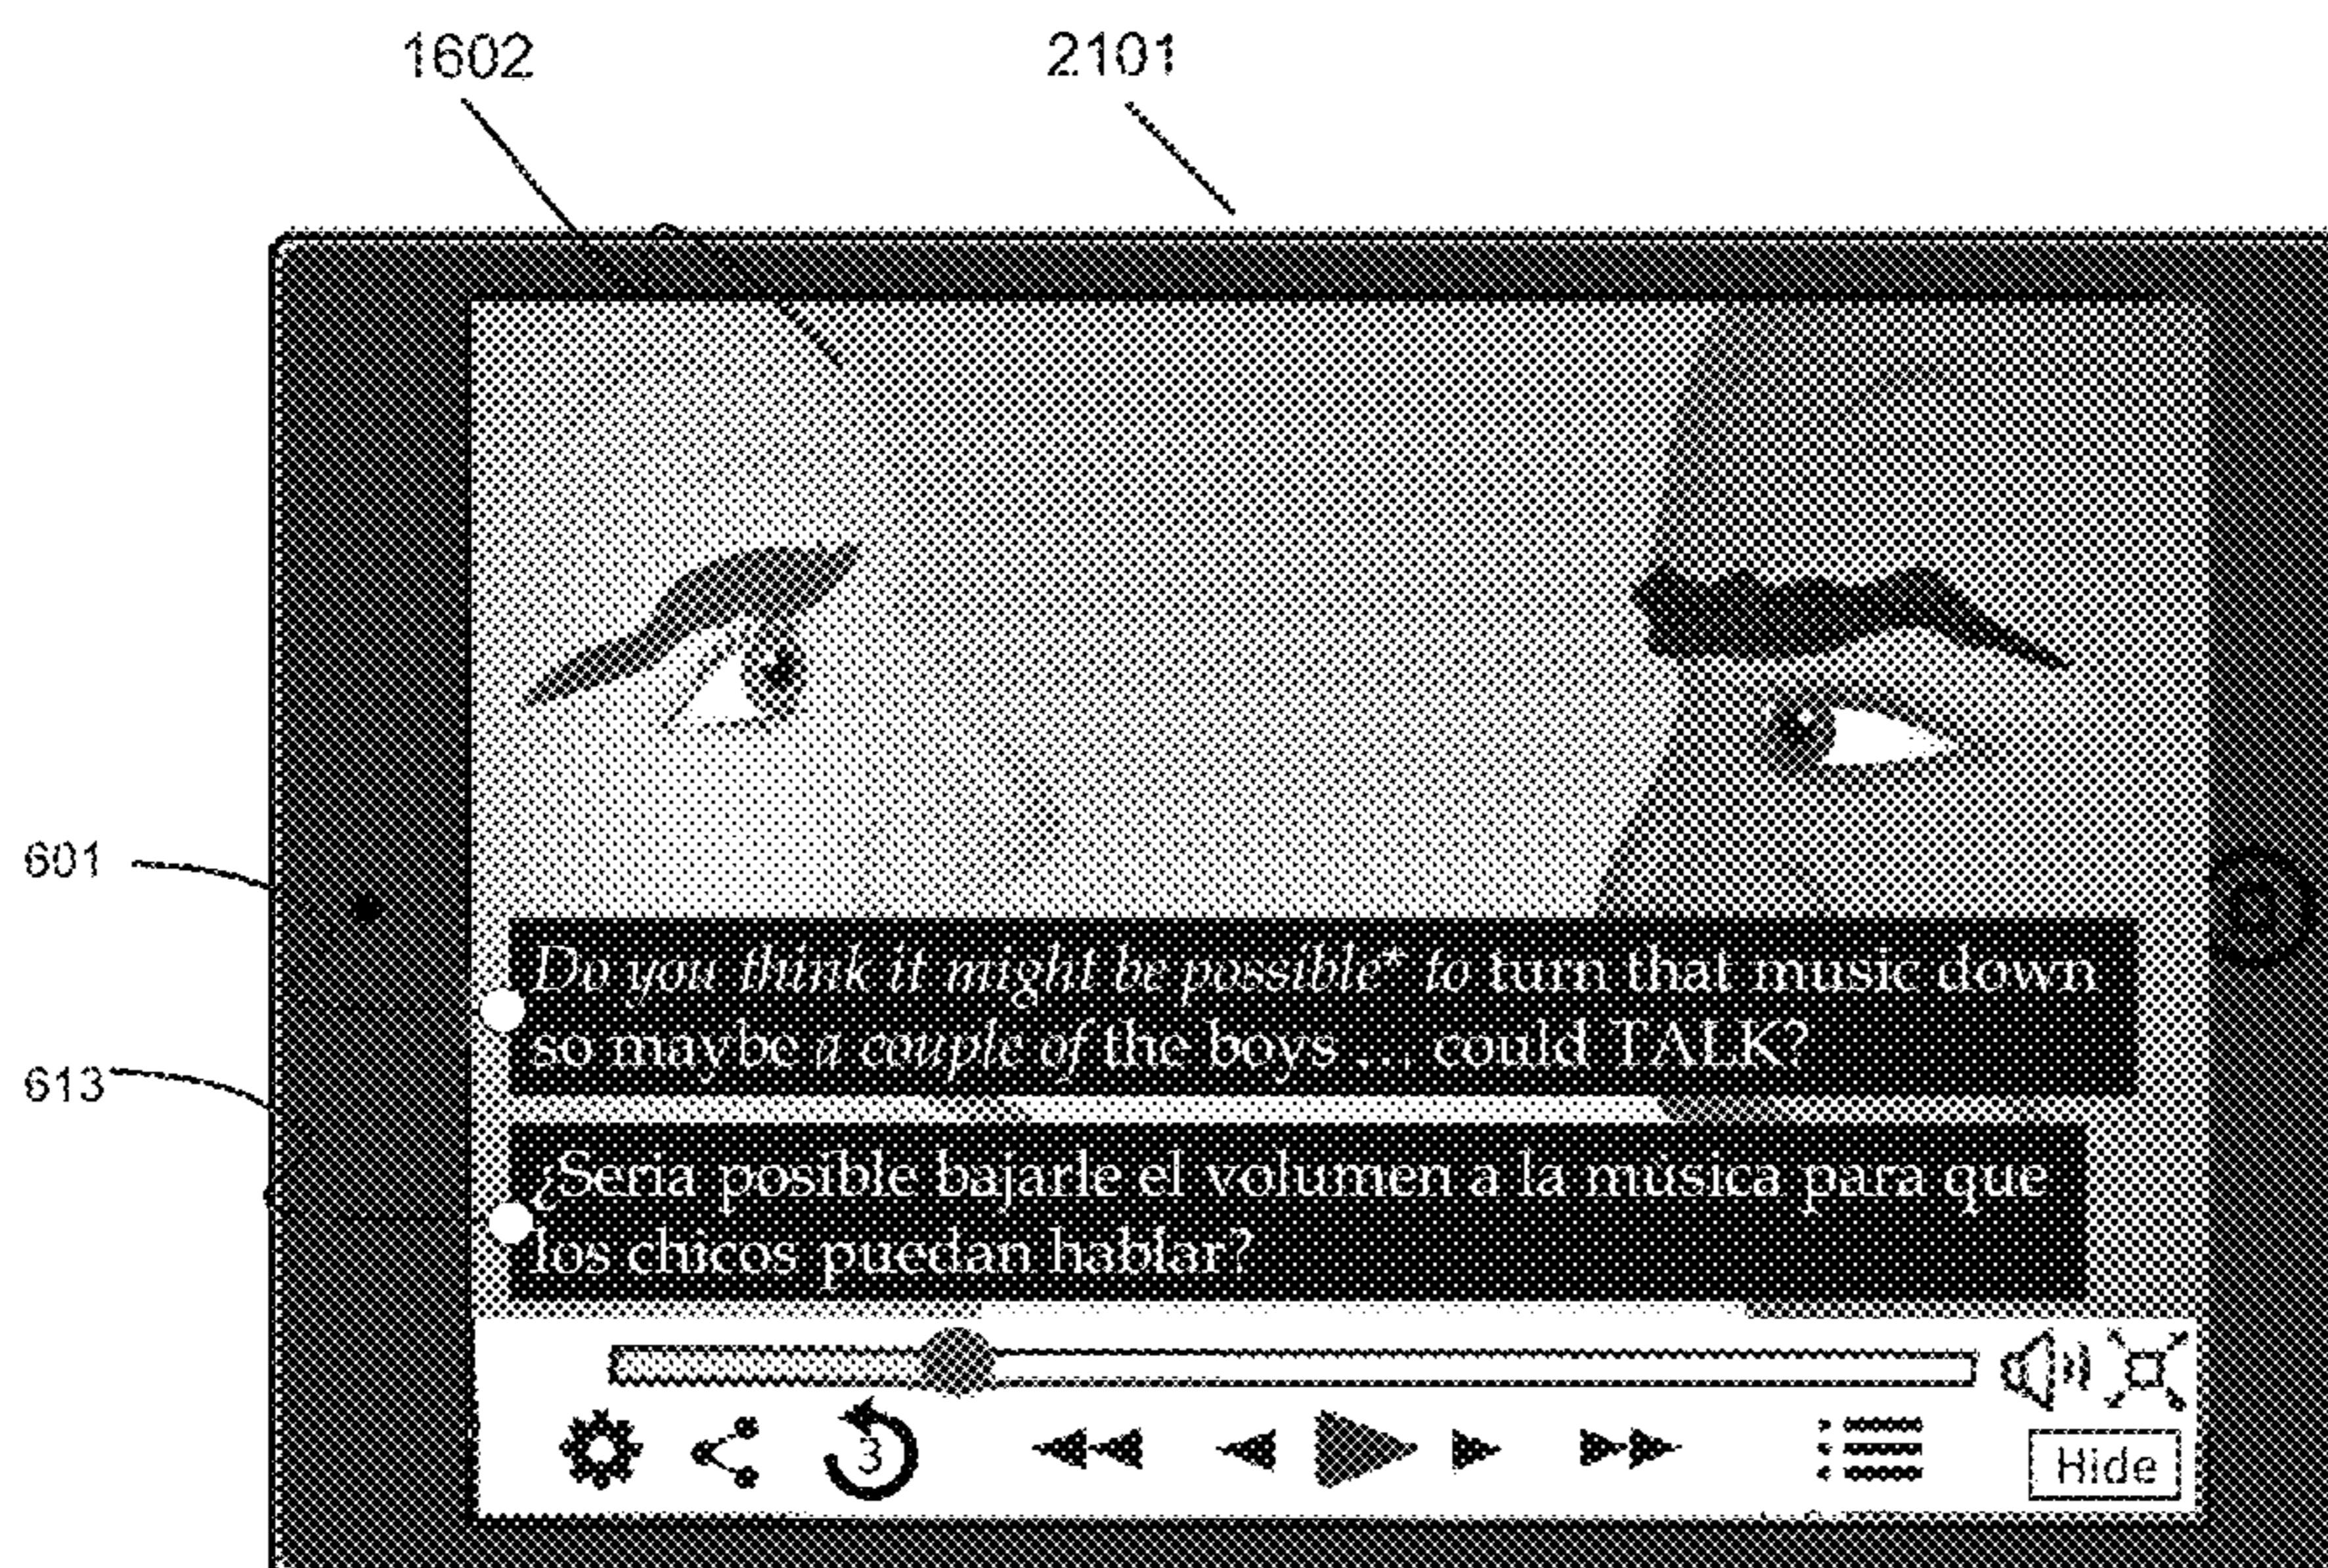 1602
2101
601
Do you think it might be possible* to turn that music down
so maybe a couple of the boys ... could TALK?
613
¿Seria posible bajarle el volumen a la música para que
los chicos puedan hablar?
3
Hide